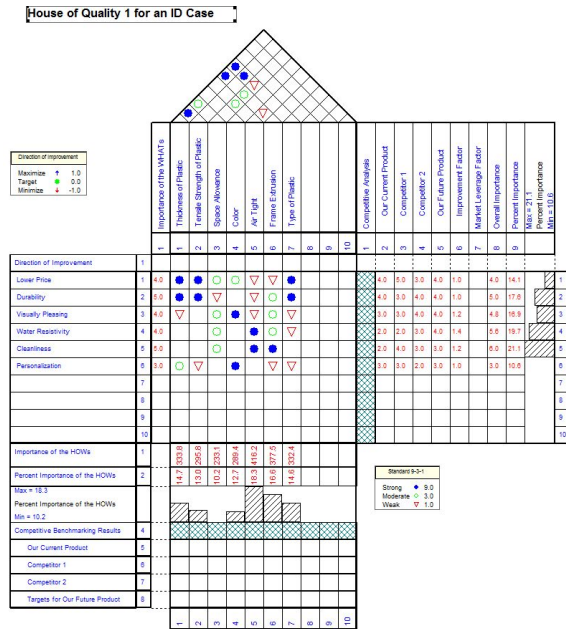 House of Quality 1 for an ID Case
Direction of Improvement
Maximize 1.0
Target 0.0
Minimize -1.0
Importance of the WHATs
Thickness of Plastic
Tensile Strength of Plastic
Space Allowance
Color
Air Tight
Frame Extrusion
Type of Plastic
Competitive Analysis
Our Current Product
Competitor 1
Competitor 2
Our Future Product
Improvement Factor
Market Leverage Factor
Overall Importance
Percent Importance
Max = 21.1
Percent Importance
Min = 10.6
1 1 2 3 4 5 6 7 8 9 10 1 2 3 4 5 6 7 8 9
Direction of Improvement 1
Lower Price 1 4.0 4.0 5.0 3.0 4.0 1.0 4.0 14.1 1
Durability 2 5.0 4.0 3.0 4.0 4.0 1.0 5.0 17.6 2
Visually Pleasing 3 4.0 3.0 3.0 4.0 4.0 1.2 4.8 16.9 3
Water Resistivity 4 4.0 2.0 2.0 3.0 4.0 1.4 5.6 19.7 4
Cleanliness 5 5.0 2.0 4.0 3.0 3.0 1.2 6.0 21.1 5
Personalization 6 3.0 3.0 3.0 2.0 3.0 1.0 3.0 10.6 6
7 7
8 8
9 9
10 10
Importance of the HOWs 1 333.8 295.8 233.1 289.4 416.2 377.5 332.4
Percent Importance of the HOWs 2 14.7 13.0 10.2 12.7 18.3 16.6 14.6
Max = 18.3
Percent Importance of the HOWs
Min = 10.2
Standard 9-3-1
Strong 9.0
Moderate 3.0
Weak 1.0
Competitive Benchmarking Results 4
Our Current Product 5
Competitor 1 6
Competitor 2 7
Targets for Our Future Product 8
1 2 3 4 5 6 7 8 9 10